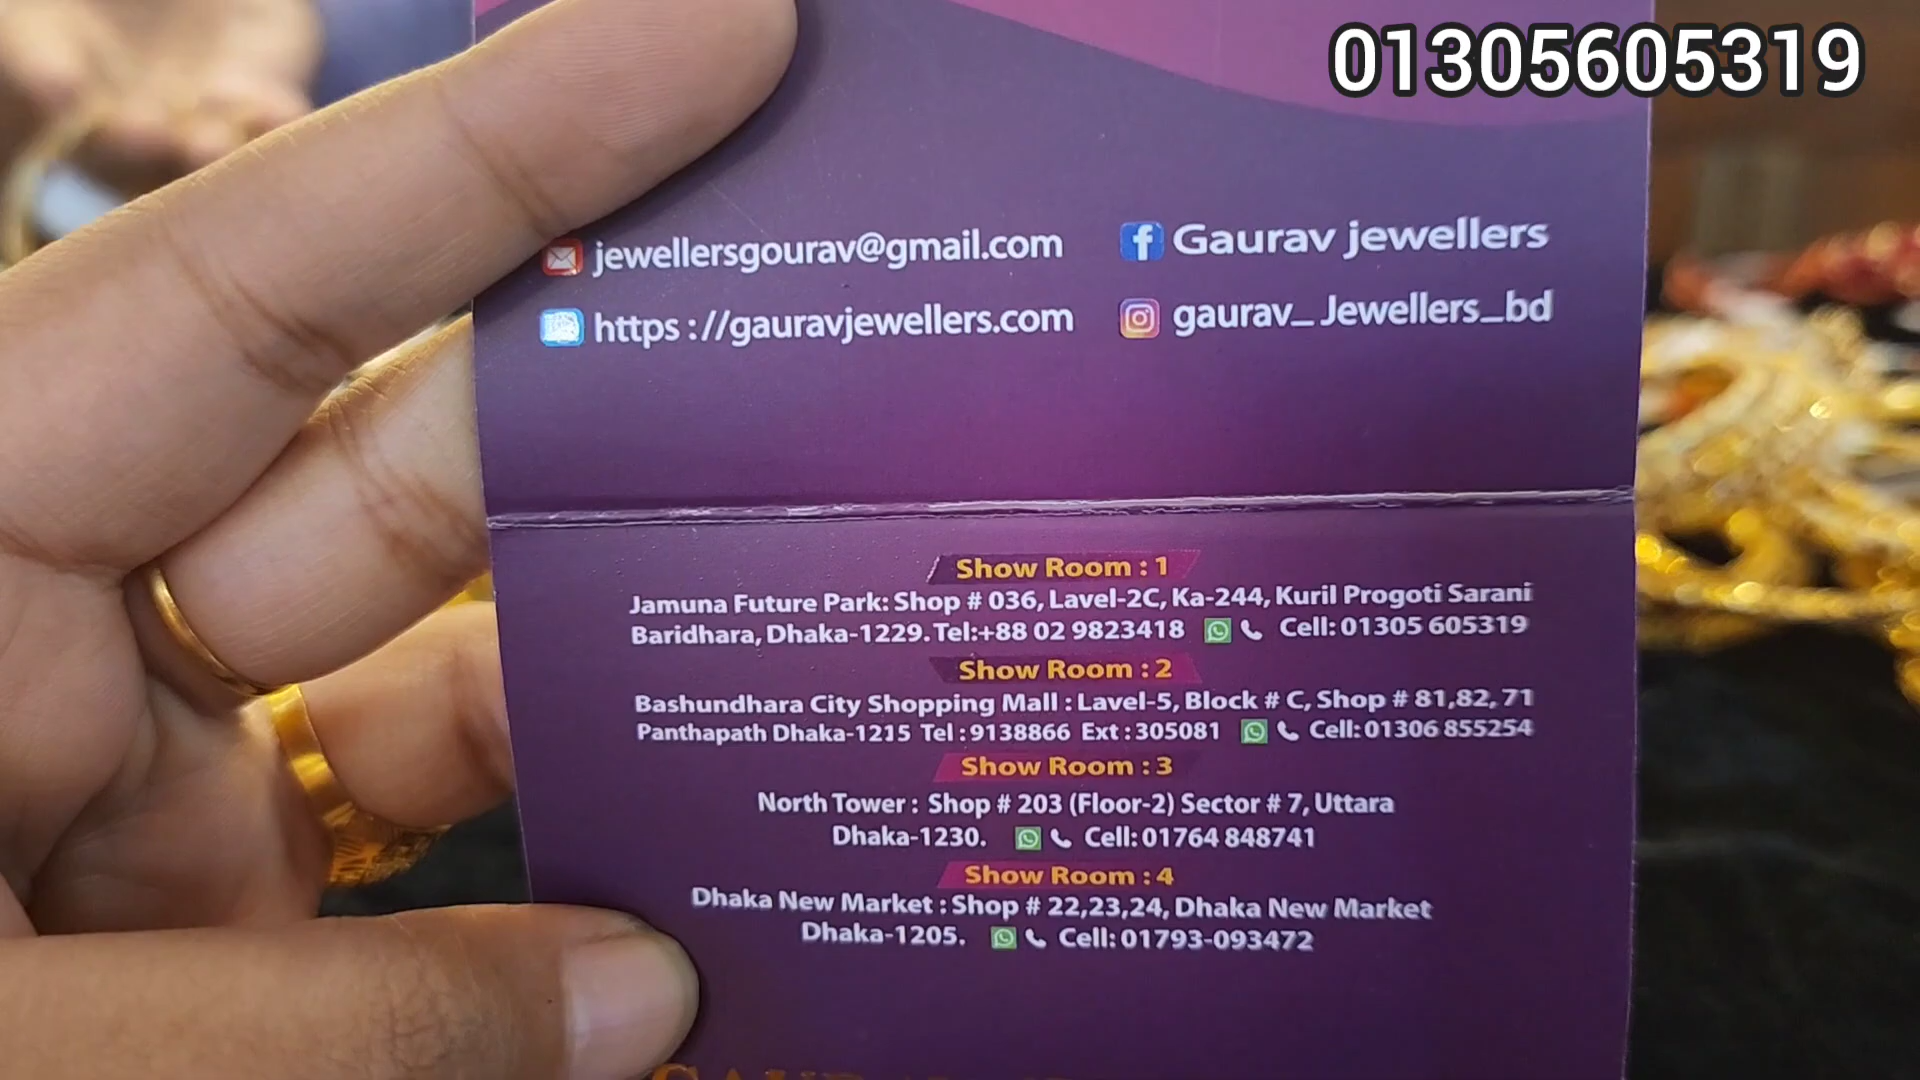 01305605319
jewellersgourav@gmail.com
Gaurav jewellers
https://gauravjewellers.com
gaurav_Jewellers_bd
Show Room : 1
Jamuna Future Park: Shop # 036, Lavel-2C, Ka-244, Kuril Progoti Sarani
Baridhara, Dhaka-1229. Tel:+88 02 9823418 Cell: 01305 605319
Show Room : 2
Bashundhara City Shopping Mall : Lavel-5, Block # C, Shop # 81,82, 71
Panthapath Dhaka-1215 Tel : 9138866 Ext : 305081 Cell: 01306 855254
Show Room : 3
North Tower : Shop # 203 (Floor-2) Sector # 7, Uttara
Dhaka-1230. Cell: 01764 848741
Show Room : 4
Dhaka New Market : Shop # 22,23,24, Dhaka New Market
Dhaka-1205. Cell: 01793-093472